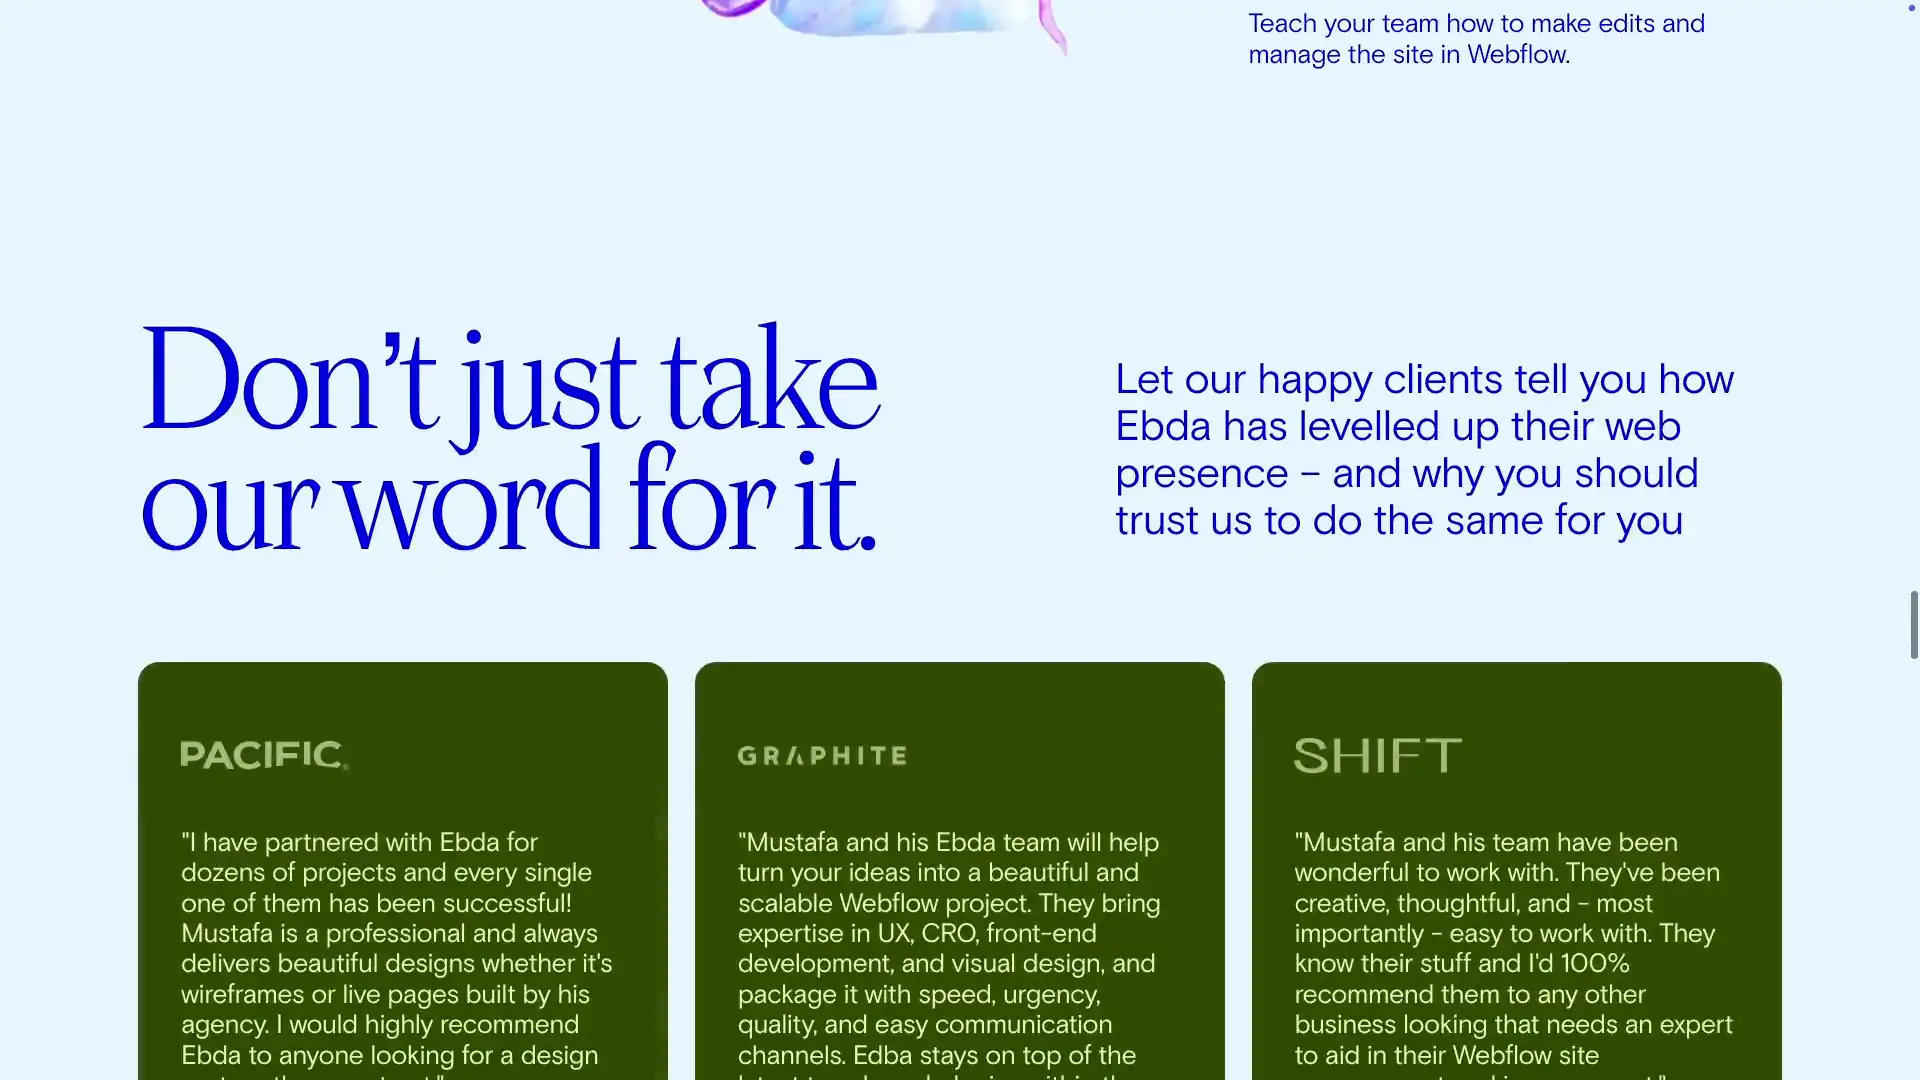 Teach your team how to make edits and
manage the site in Webflow.
Don't just take
our word for it.
Let our happy clients tell you how
Ebda has levelled up their web
presence – and why you should
trust us to do the same for you
PACIFIC
"I have partnered with Ebda for
dozens of projects and every single
one of them has been successful!
Mustafa is a professional and always
delivers beautiful designs whether it's
wireframes or live pages built by his
agency. I would highly recommend
Ebda to anyone looking for a design
GRAPHITE
"Mustafa and his Ebda team will help
turn your ideas into a beautiful and
scalable Webflow project. They bring
expertise in UX, CRO, front-end
development, and visual design, and
package it with speed, urgency,
quality, and easy communication
channels. Edba stays on top of the
SHIFT
"Mustafa and his team have been
wonderful to work with. They've been
creative, thoughtful, and – most
importantly – easy to work with. They
know their stuff and I'd 100%
recommend them to any other
business looking that needs an expert
to aid in their Webflow site